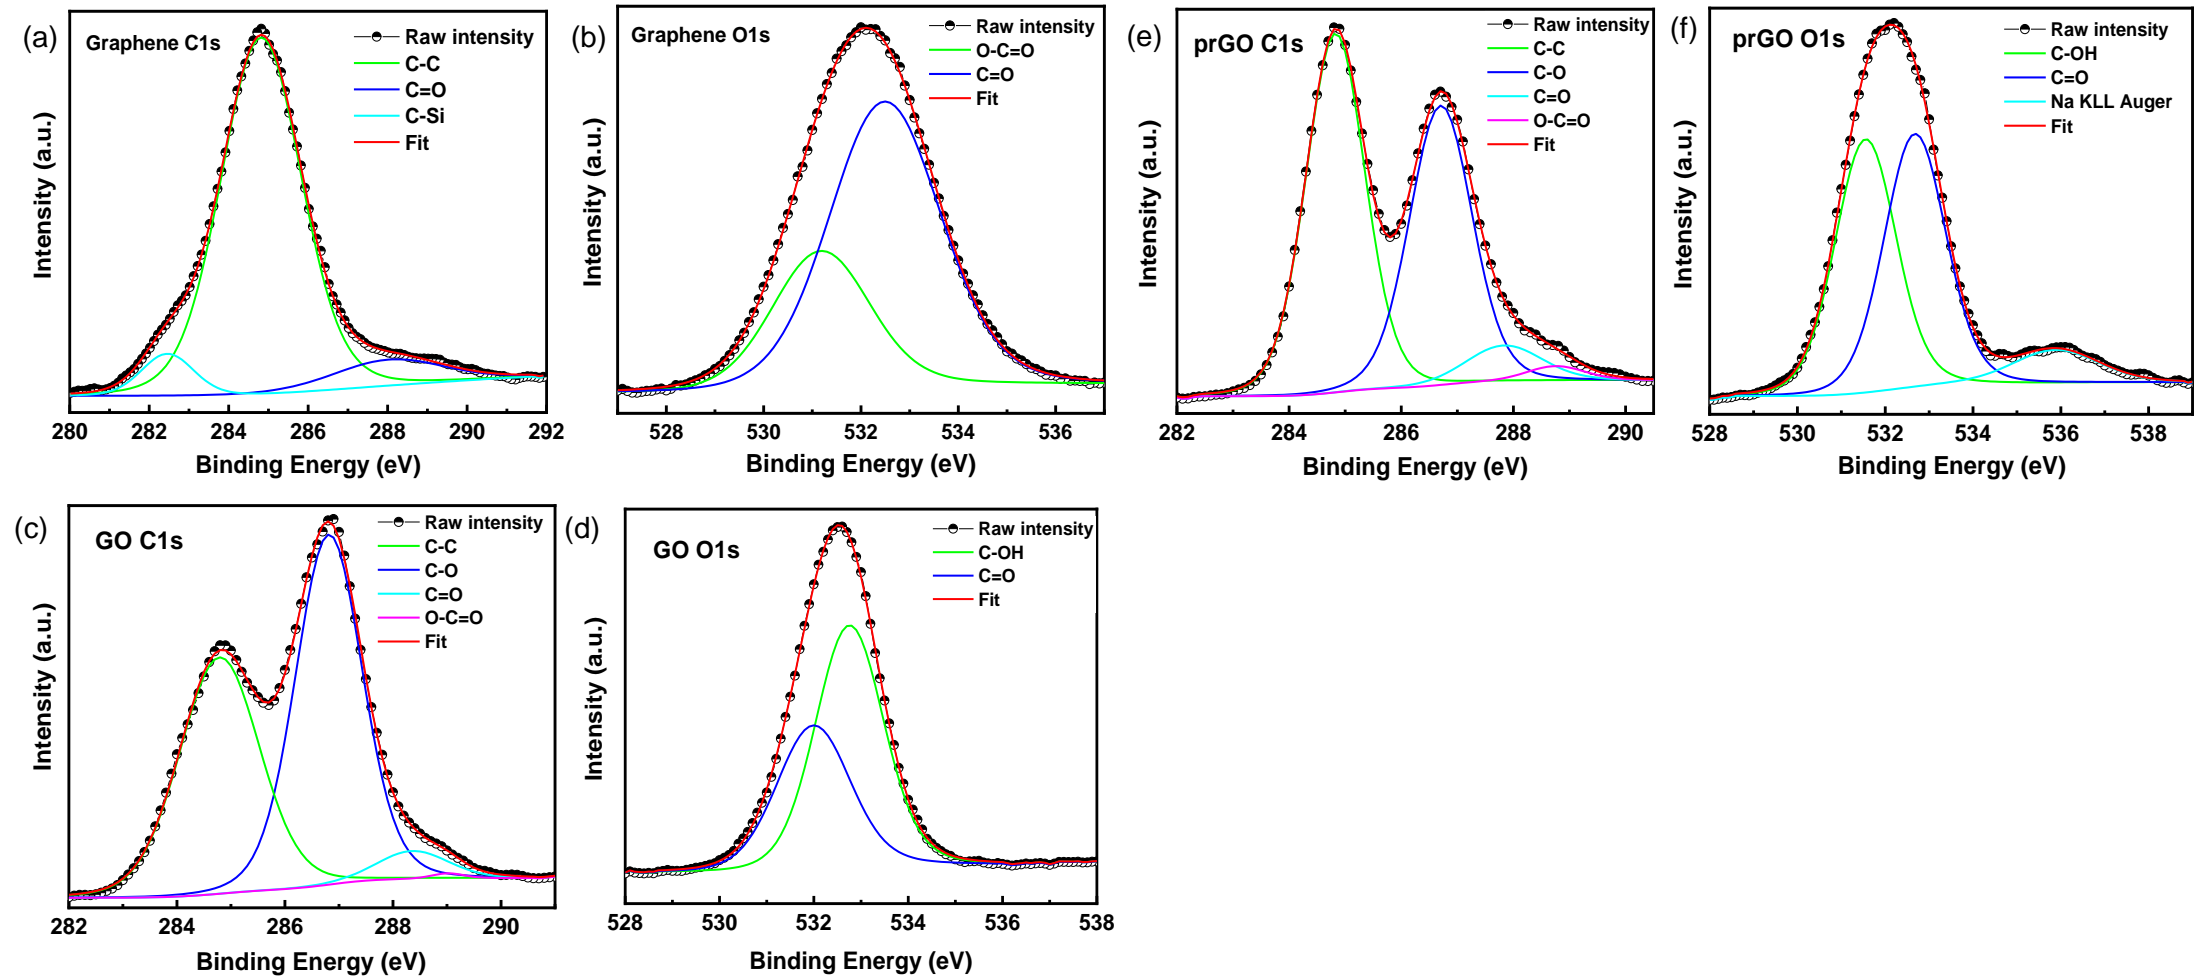 (a)
Graphene C1s
Raw intensity
C-C
C=O
C-Si
Fit
Intensity (a.u.)
280 282 284 286 288 290 292
Binding Energy (eV)
(b)
Graphene O1s
Raw intensity
O-C=O
C=O
Fit
Intensity (a.u.)
528 530 532 534 536
Binding Energy (eV)
(e)
prGO C1s
Raw intensity
C-C
C-O
C=O
O-C=O
Fit
Intensity (a.u.)
282 284 286 288 290
Binding Energy (eV)
(f)
prGO O1s
Raw intensity
C-OH
C=O
Na KLL Auger
Fit
Intensity (a.u.)
528 530 532 534 536 538
Binding Energy (eV)
(c)
GO C1s
Raw intensity
C-C
C-O
C=O
O-C=O
Fit
Intensity (a.u.)
282 284 286 288 290
Binding Energy (eV)
(d)
GO O1s
Raw intensity
C-OH
C=O
Fit
Intensity (a.u.)
528 530 532 534 536 538
Binding Energy (eV)